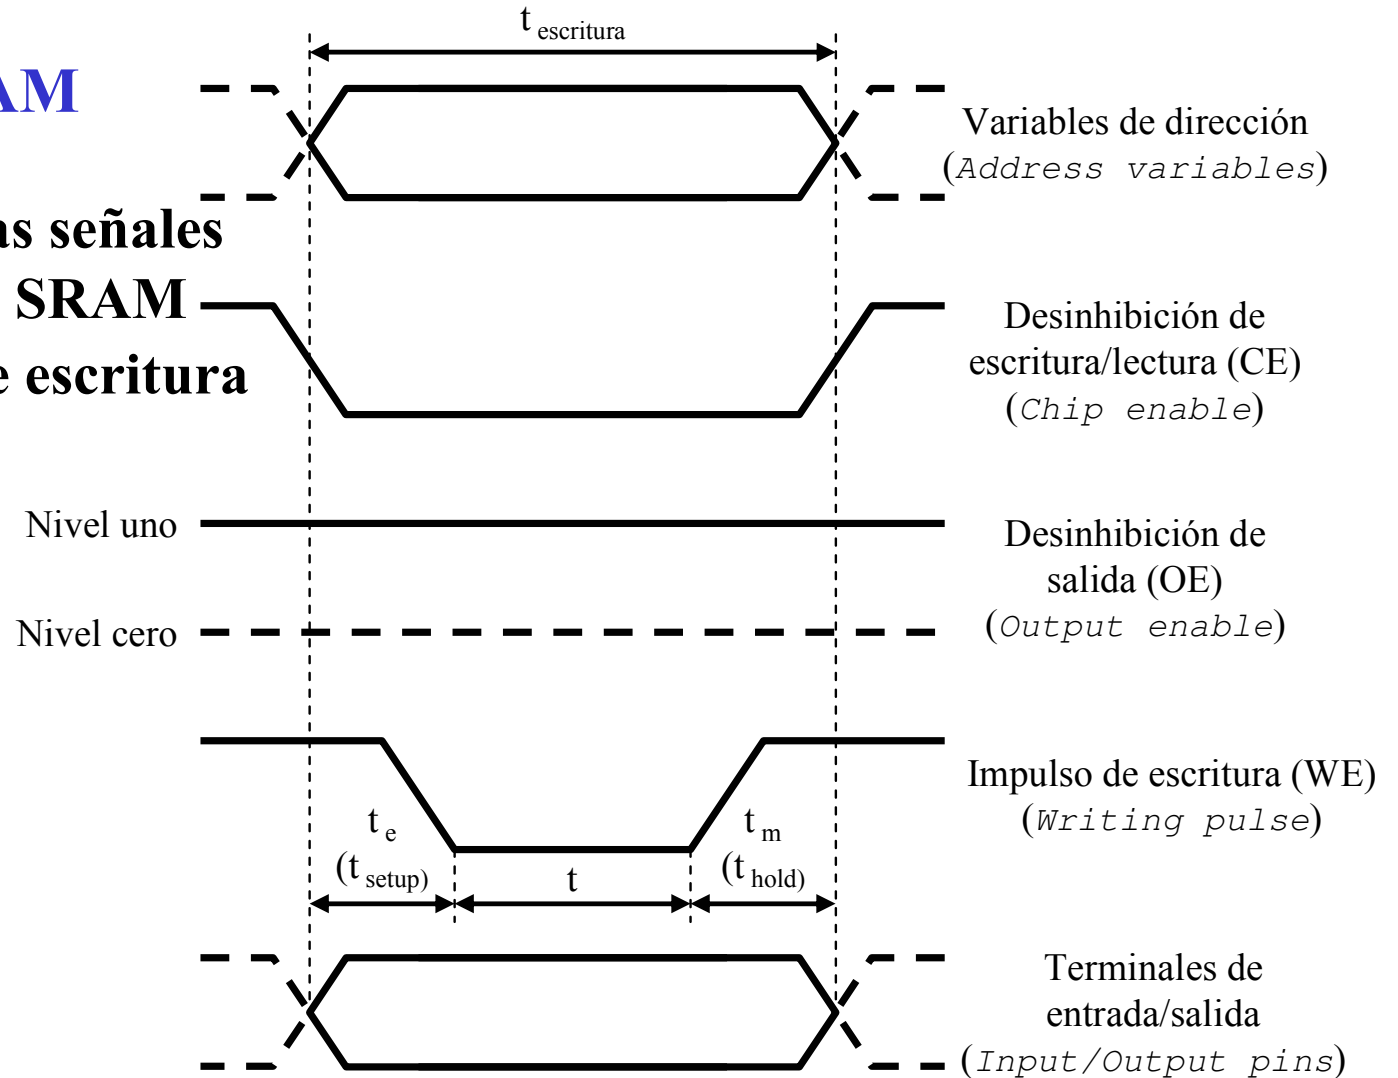 t escritura
AM
Variables de dirección
(Address variables)
as señales
SRAM
e escritura
Desinhibición de
escritura/lectura (CE)
(Chip enable)
Nivel uno
Desinhibición de
salida (OE)
(Output enable)
Nivel cero
Impulso de escritura (WE)
(Writing pulse)
t e
(t setup)
t
t m
(t hold)
Terminales de
entrada/salida
(Input/Output pins)